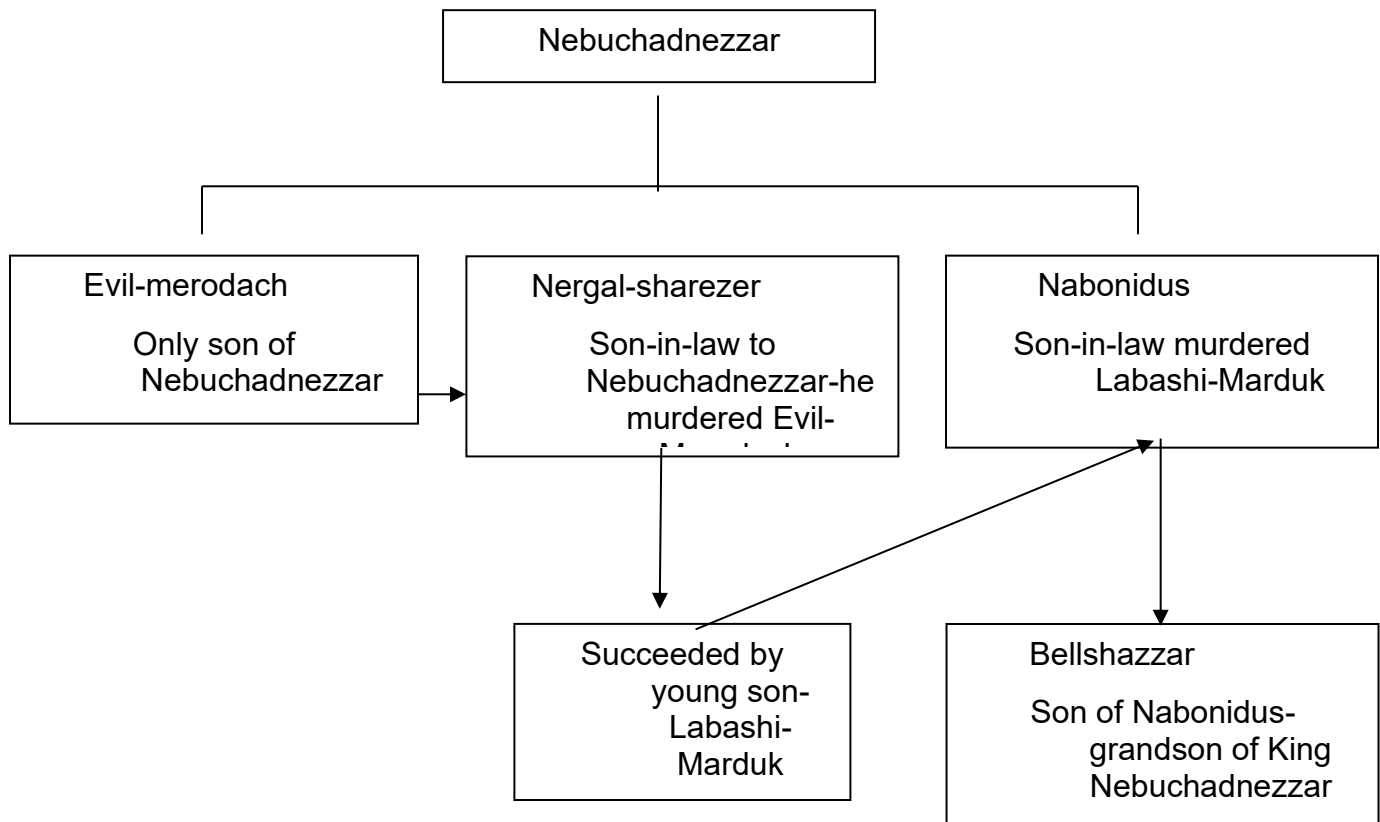 Nebuchadnezzar
Evil-merodach
Only son of
Nebuchadnezzar
Nergal-sharezer
Son-in-law to
Nebuchadnezzar-he
murdered Evil-
Nabonidus
Son-in-law murdered
Labashi-Marduk
Succeeded by
young son-
Labashi-
Marduk
Bellshazzar
Son of Nabonidus-
grandson of King
Nebuchadnezzar